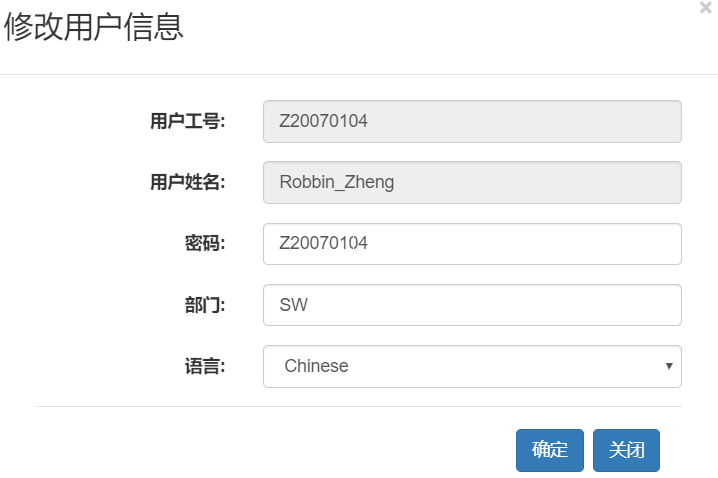 修改用户信息
×
用户工号: Z20070104
用户姓名: Robbin_Zheng
密码: Z20070104
部门: SW
语言: Chinese
确定 关闭